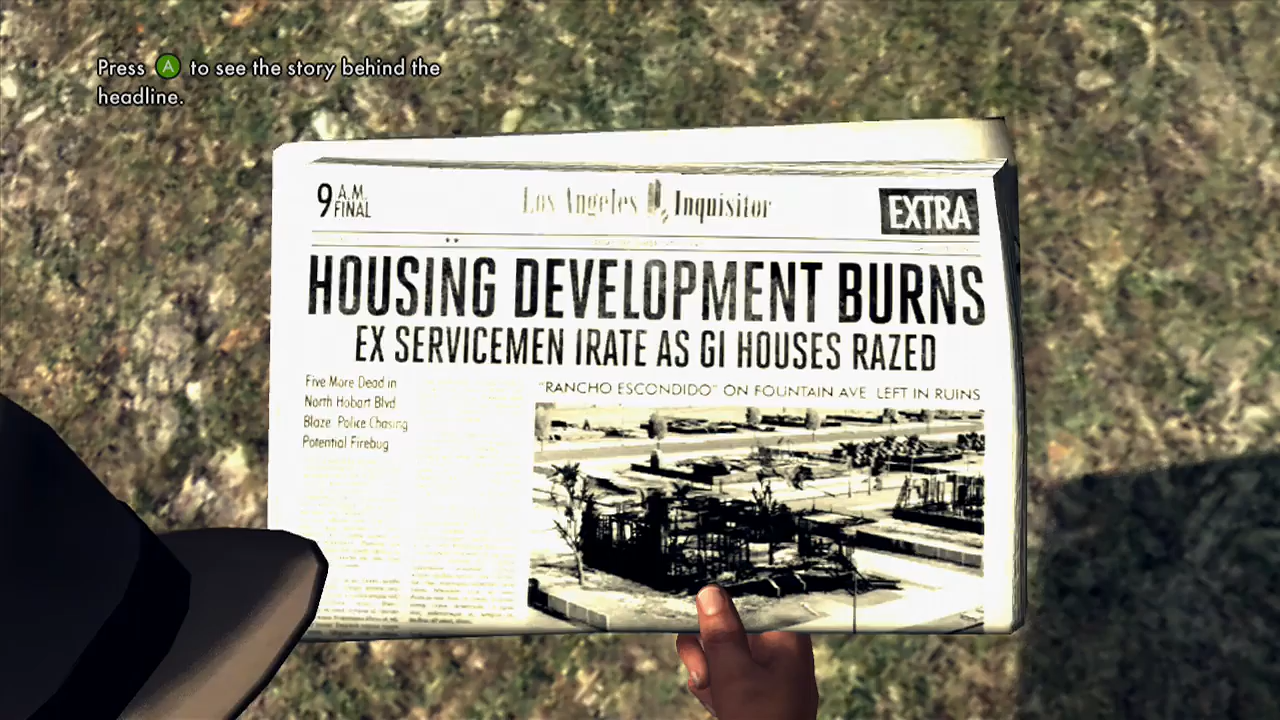 Press A to see the story behind the
headline.
9 A.M. FINAL
Los Angeles Inquisitor
EXTRA
HOUSING DEVELOPMENT BURNS
EX SERVICEMEN IRATE AS GI HOUSES RAZED
Five More Dead in
North Hobart Blvd
Blaze. Police Chasing
Potential Firebug
"RANCHO ESCONDIDO" ON FOUNTAIN AVE LEFT IN RUINS